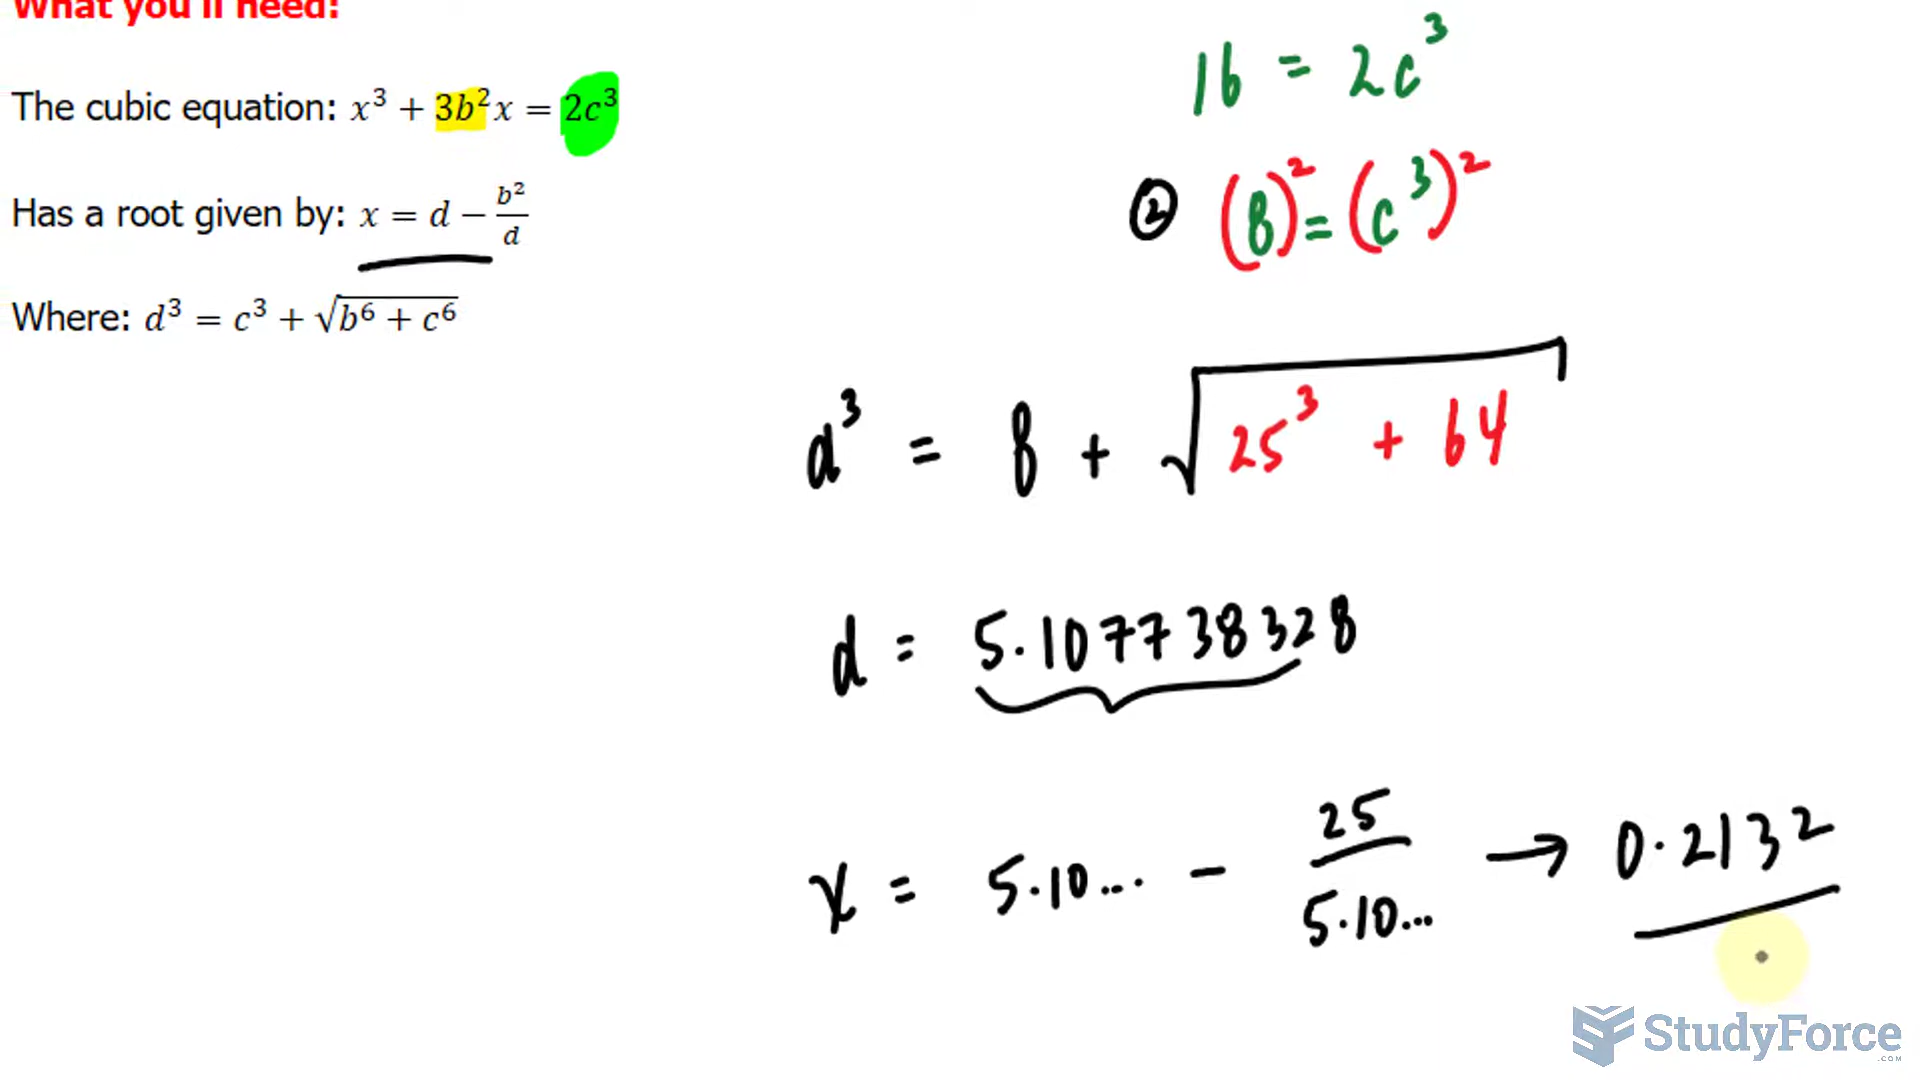 What you'll need:
The cubic equation: x³ + 3b²x = 2c³
Has a root given by: x = d − b²/d
Where: d³ = c³ + √(b⁶ + c⁶)
16 = 2c³
② (8)² = (c³)²
d³ = 8 + √(25³ + 64)
d = 5.107738328
x = 5.10... − 25/5.10... → 0.2132
StudyForce
.COM